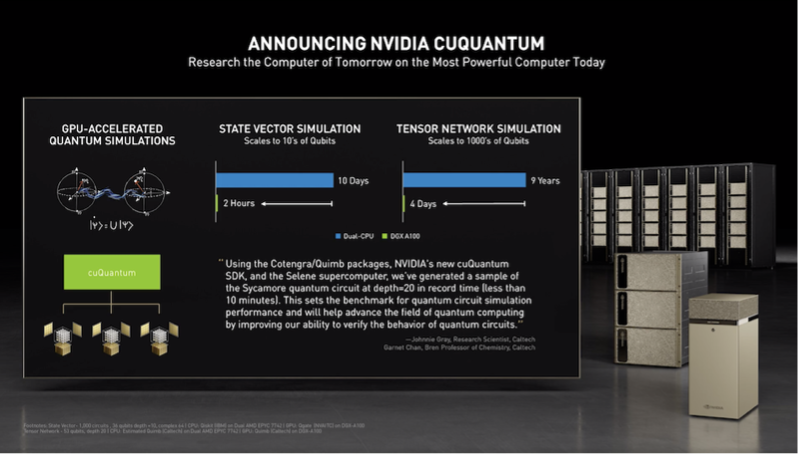 ANNOUNCING NVIDIA CUQUANTUM
Research the Computer of Tomorrow on the Most Powerful Computer Today
GPU-ACCELERATED
QUANTUM SIMULATIONS
|Ψ⟩=U|Ψ⟩
cuQuantum
STATE VECTOR SIMULATION
Scales to 10's of Qubits
10 Days
2 Hours
TENSOR NETWORK SIMULATION
Scales to 1000's of Qubits
9 Years
4 Days
Dual-CPU DGX A100
"Using the Cotengra/Quimb packages, NVIDIA's new cuQuantum
SDK, and the Selene supercomputer, we've generated a sample of
the Sycamore quantum circuit at depth=20 in record time (less than
10 minutes). This sets the benchmark for quantum circuit simulation
performance and will help advance the field of quantum computing
by improving our ability to verify the behavior of quantum circuits."
—Johnnie Gray, Research Scientist, Caltech
Garnet Chan, Bren Professor of Chemistry, Caltech